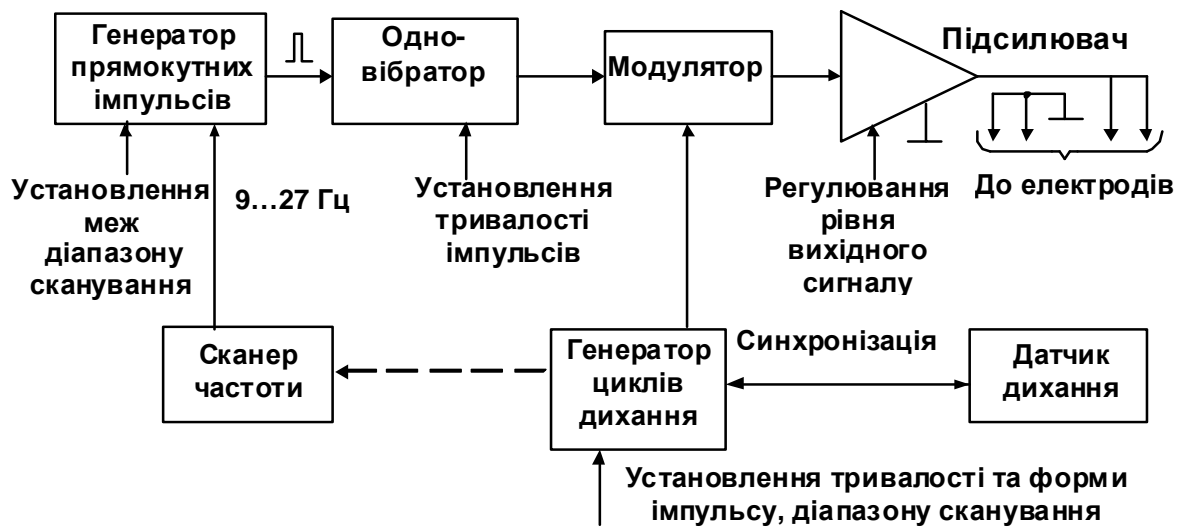 Генератор
прямокутних
імпульсів
Одно-
вібратор
Модулятор
Підсилювач
Установлення
меж
діапазону
сканування
9…27 Гц
Установлення
тривалості
імпульсів
Регулювання
рівня
вихідного
сигналу
До електродів
Сканер
частоти
Генератор
циклів
дихання
Синхронізація
Датчик
дихання
Установлення тривалості та форми
імпульсу, діапазону сканування